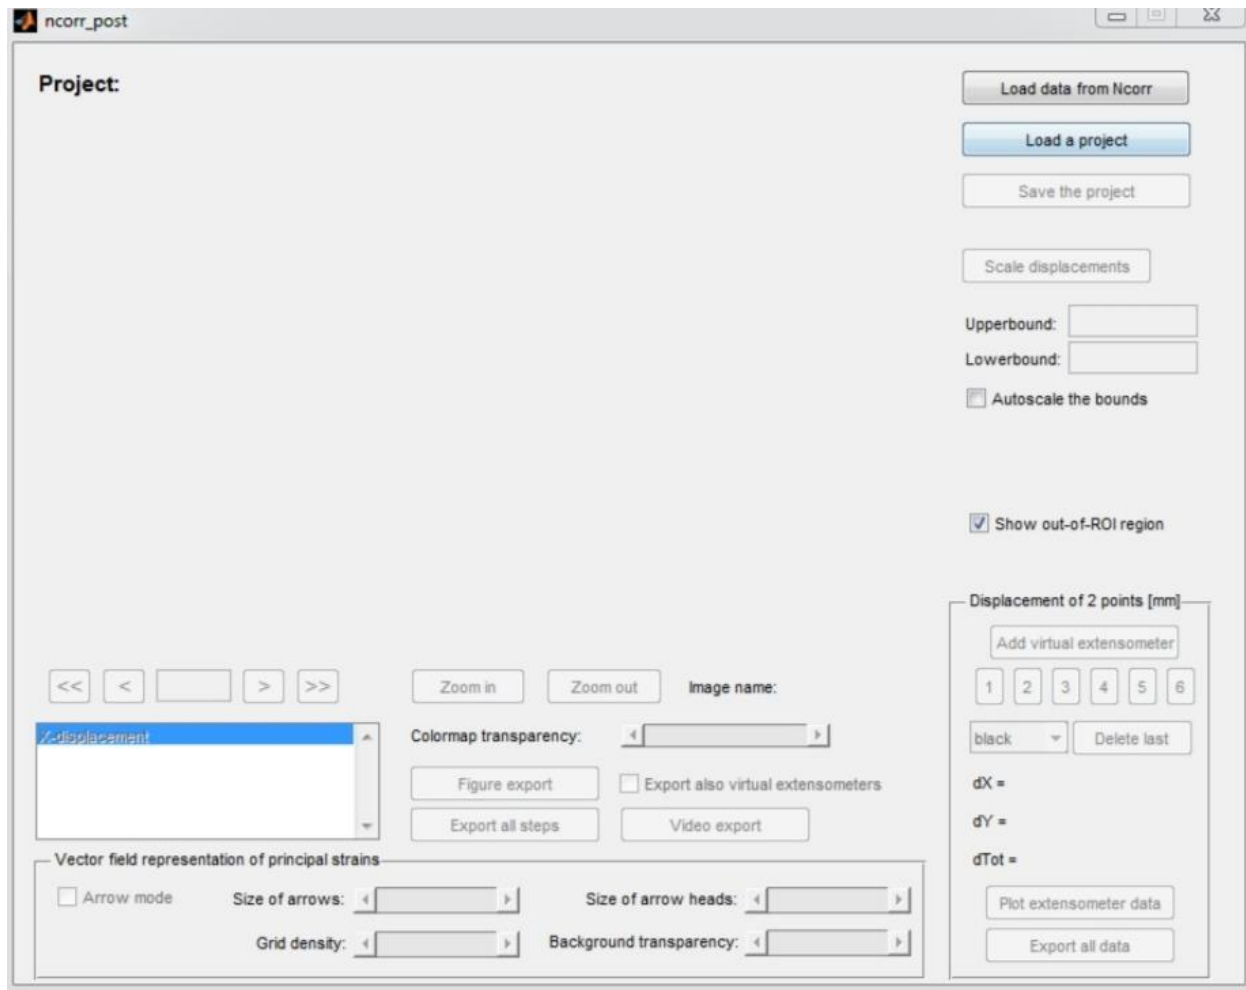 ncorr_post
Project:
Load data from Ncorr
Load a project
Save the project
Scale displacements
Upperbound:
Lowerbound:
Autoscale the bounds
Show out-of-ROI region
Displacement of 2 points [mm]
Add virtual extensometer
1 2 3 4 5 6
black Delete last
dX =
dY =
dTot =
Plot extensometer data
Export all data
<< < > >> Zoom in Zoom out Image name:
X-displacement
Colormap transparency:
Figure export Export also virtual extensometers
Export all steps Video export
Vector field representation of principal strains
Arrow mode Size of arrows: Size of arrow heads:
Grid density: Background transparency: